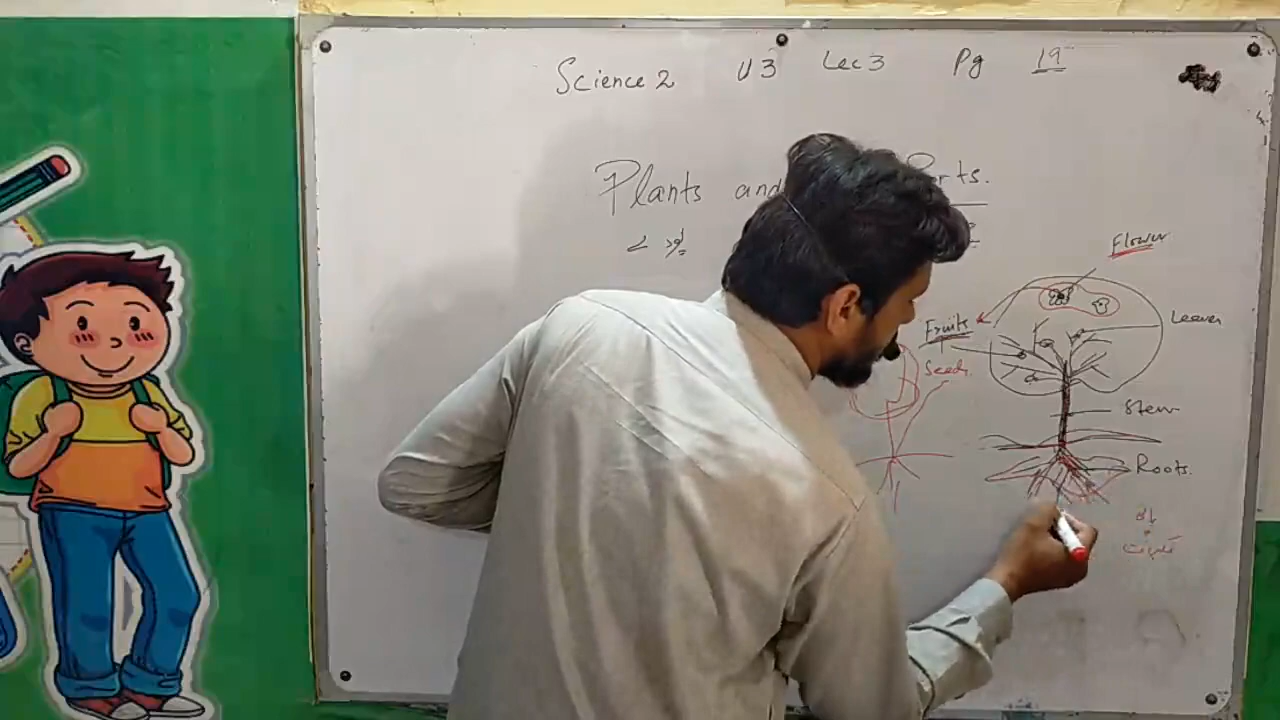 Science 2 U3 Lec 3 Pg 19
Plants and
Flower
Fruits
Leaves
Seeds
Stem
Roots.